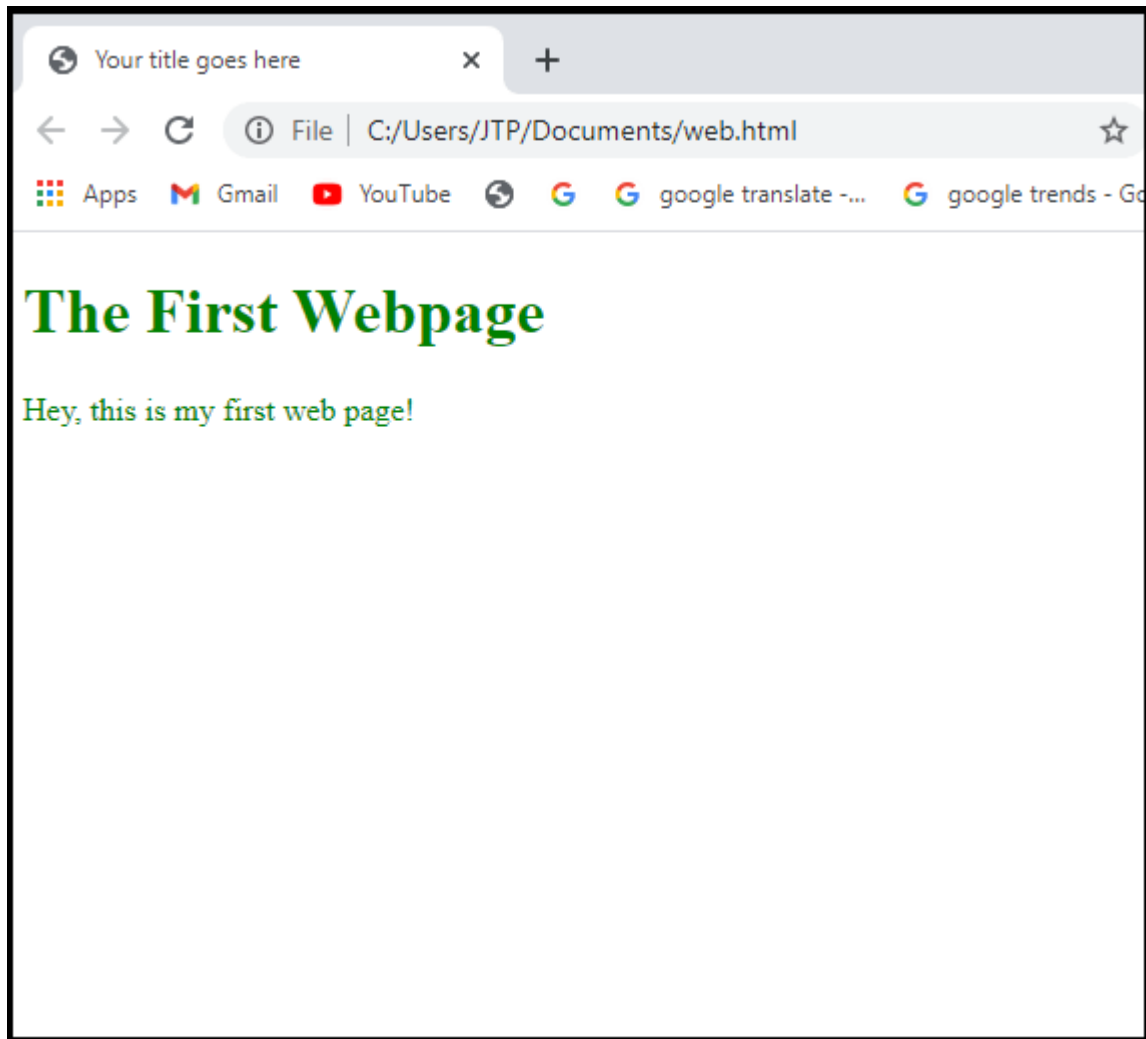 Your title goes here
File C:/Users/JTP/Documents/web.html
Apps Gmail YouTube google translate -... google trends - Go
The First Webpage
Hey, this is my first web page!